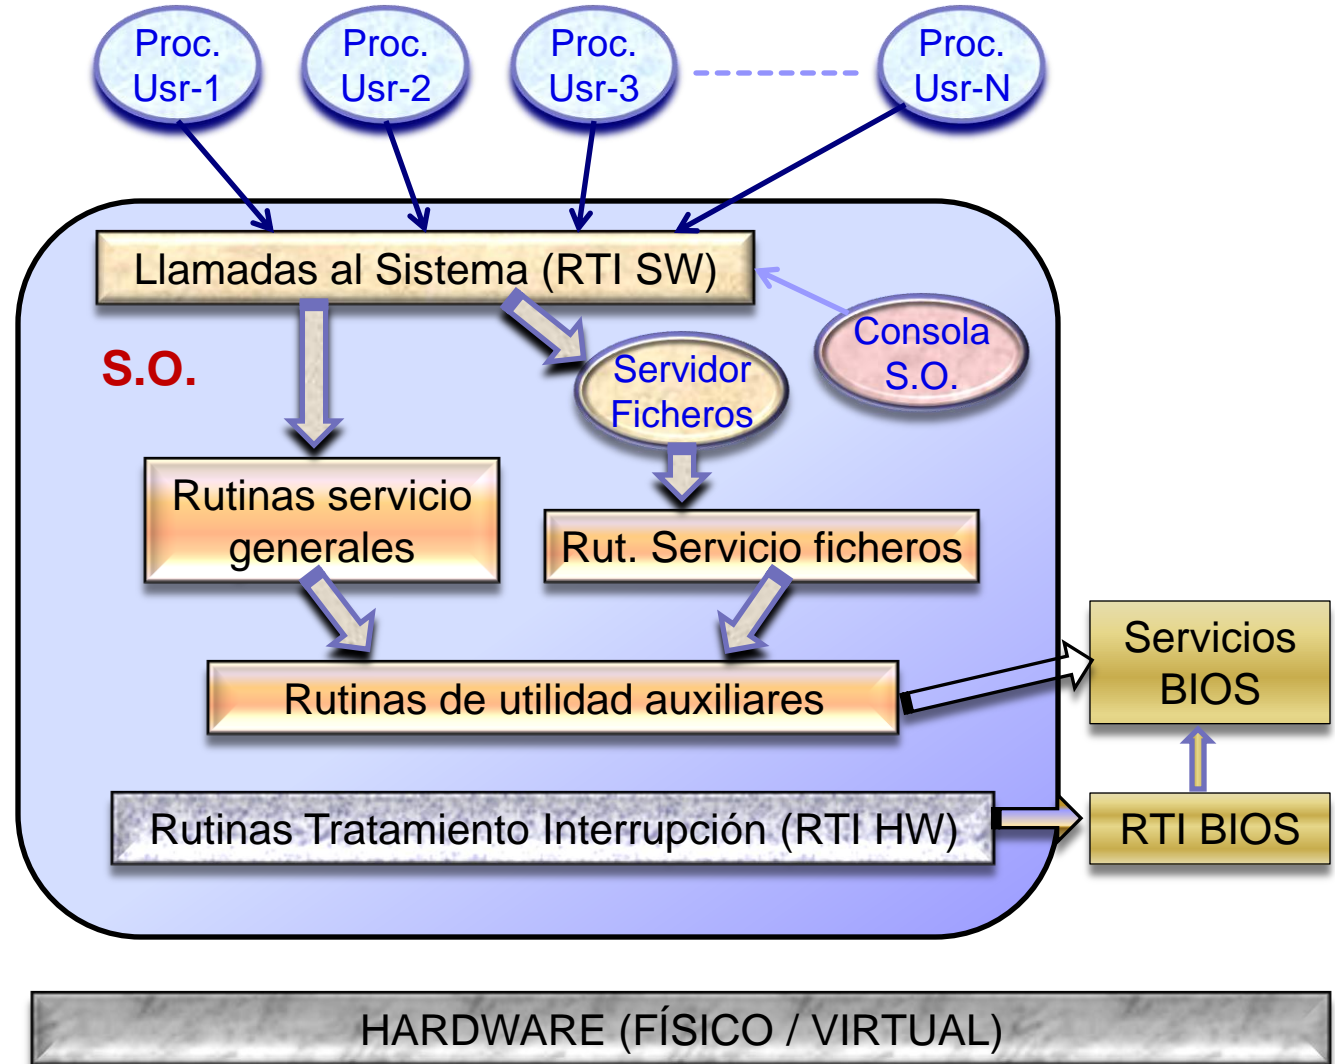 Proc.
Usr-1
Proc.
Usr-2
Proc.
Usr-3
Proc.
Usr-N
Llamadas al Sistema (RTI SW)
S.O.
Consola
S.O.
Servidor
Ficheros
Rutinas servicio
generales
Rut. Servicio ficheros
Rutinas de utilidad auxiliares
Servicios
BIOS
Rutinas Tratamiento Interrupción (RTI HW)
RTI BIOS
HARDWARE (FÍSICO / VIRTUAL)